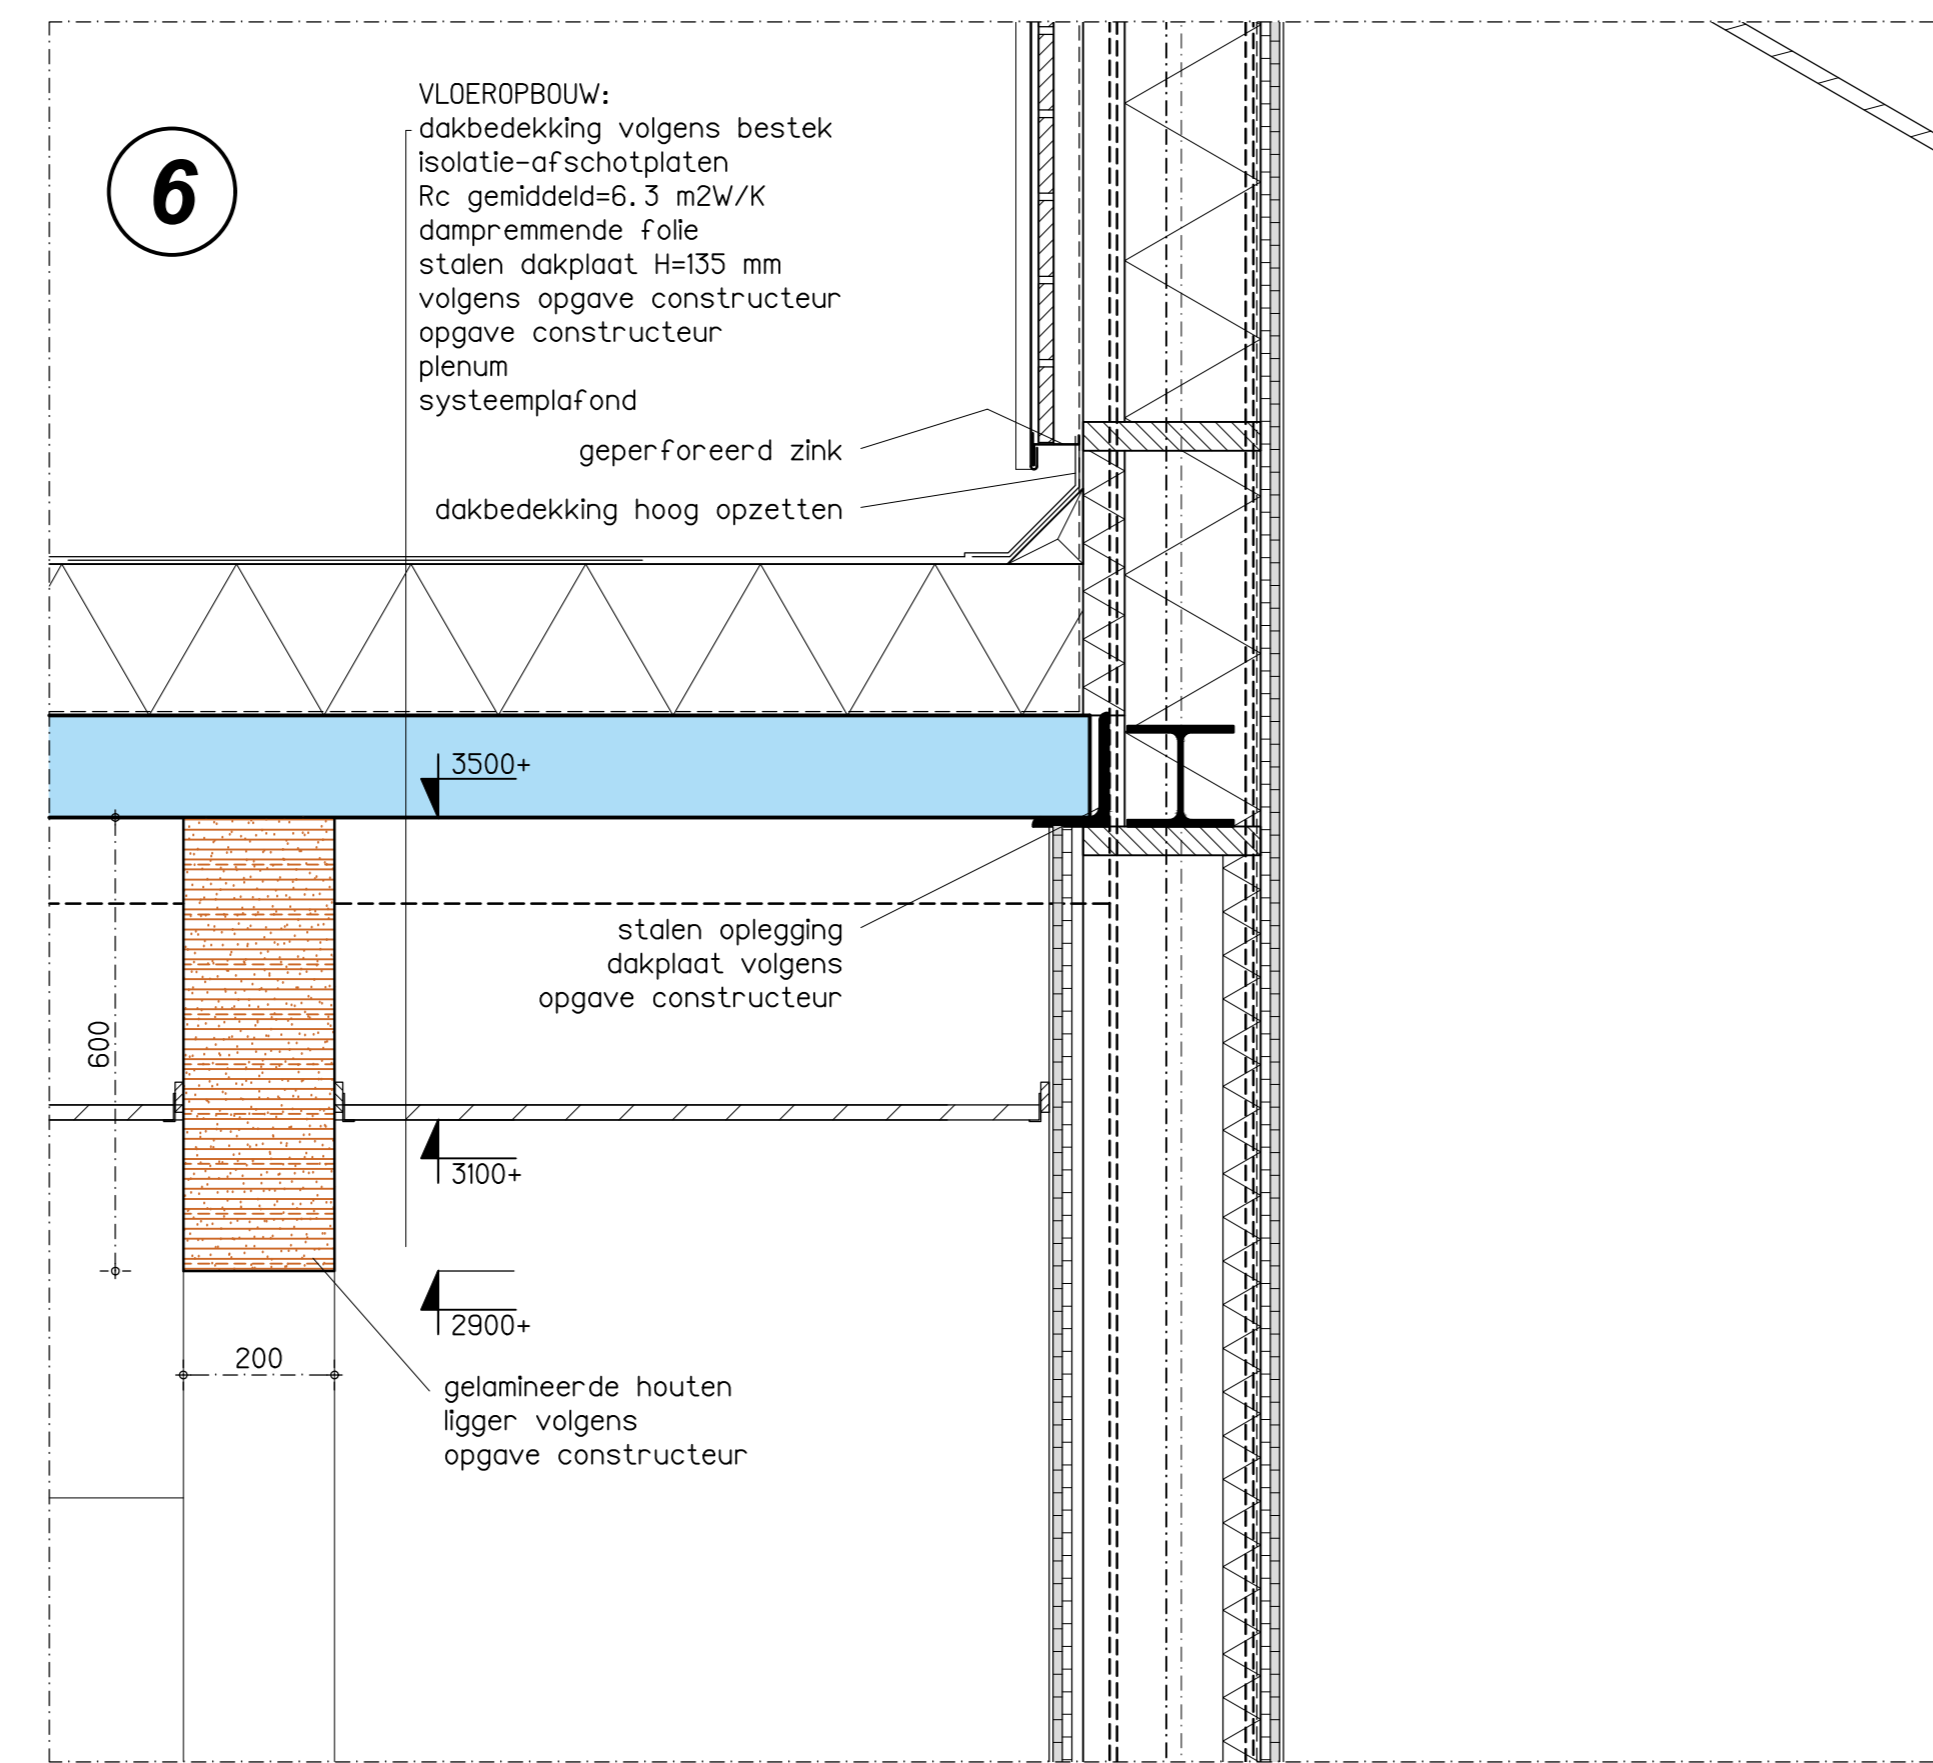 6
VLOEROPBOUW:
dakbedekking volgens bestek
isolatie-afschotplaten
Rc gemiddeld=6.3 m2W/K
dampremmende folie
stalen dakplaat H=135 mm
volgens opgave constructeur
opgave constructeur
plenum
systeemplafond
geperforeerd zink
dakbedekking hoog opzetten
3500+
stalen oplegging
dakplaat volgens
opgave constructeur
600
3100+
2900+
200
gelamineerde houten
ligger volgens
opgave constructeur